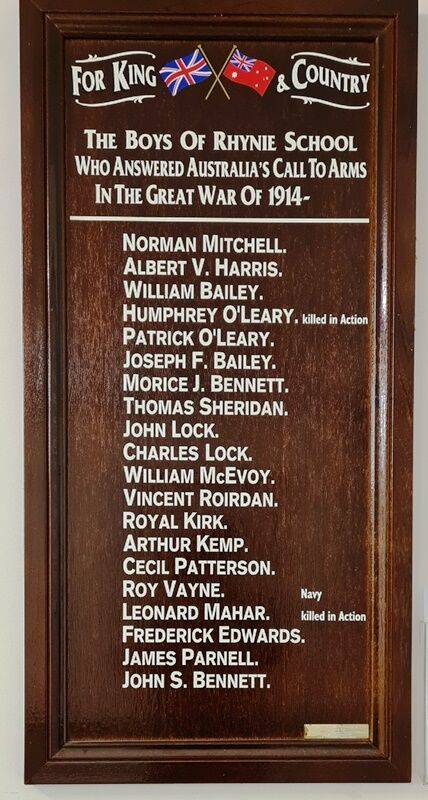 For King & Country
The Boys Of Rhynie School
Who Answered Australia's Call To Arms
In The Great War Of 1914-
Norman Mitchell.
Albert V. Harris.
William Bailey.
Humphrey O'Leary. killed in Action
Patrick O'Leary.
Joseph F. Bailey.
Morice J. Bennett.
Thomas Sheridan.
John Lock.
Charles Lock.
William McEvoy.
Vincent Roirdan.
Royal Kirk.
Arthur Kemp.
Cecil Patterson.
Roy Vayne. Navy
Leonard Mahar. killed in Action
Frederick Edwards.
James Parnell.
John S. Bennett.